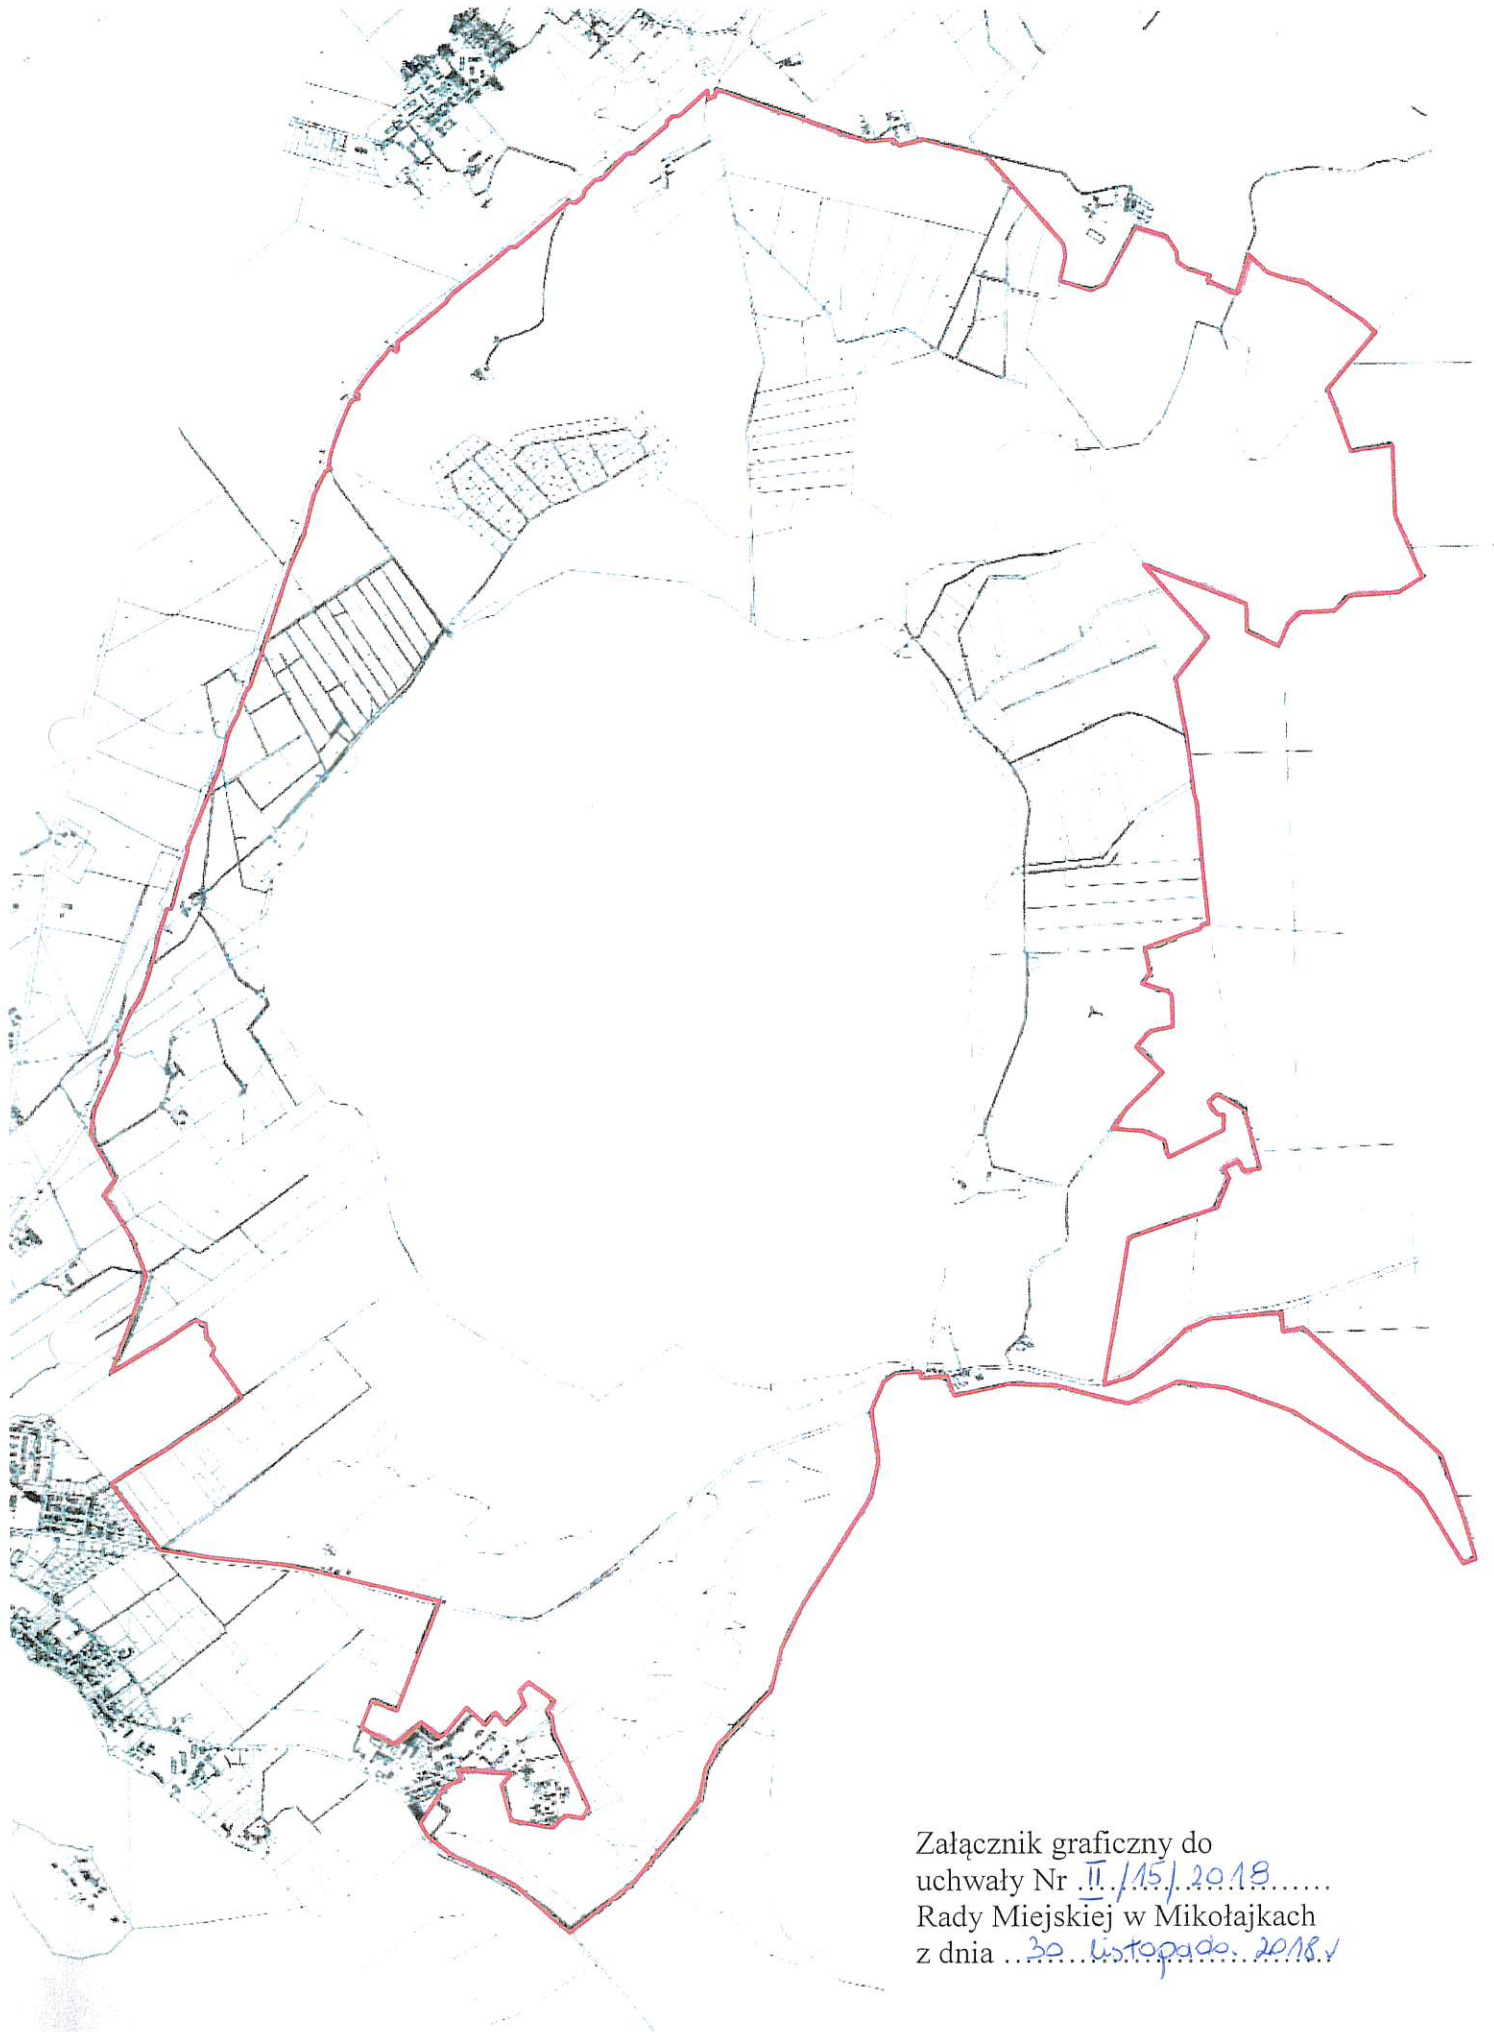 Załącznik graficzny do
uchwały Nr II/15/2018
Rady Miejskiej w Mikołajkach
z dnia 30 listopada 2018 r